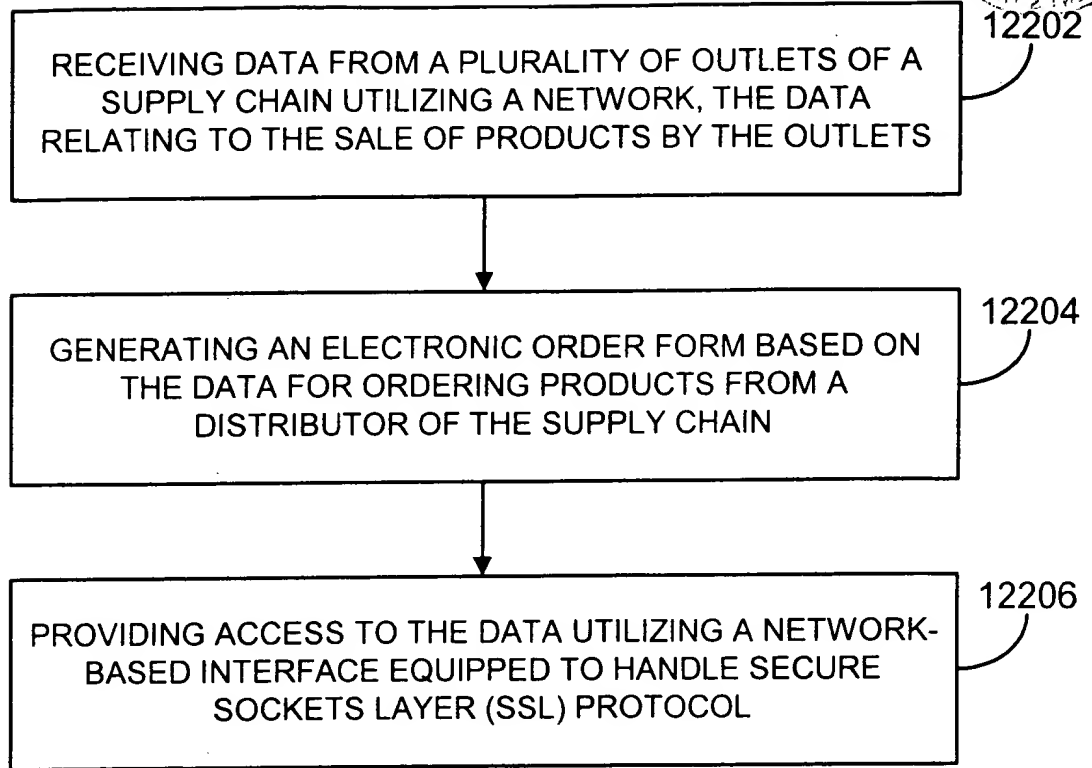 12202
RECEIVING DATA FROM A PLURALITY OF OUTLETS OF A
SUPPLY CHAIN UTILIZING A NETWORK, THE DATA
RELATING TO THE SALE OF PRODUCTS BY THE OUTLETS
12204
GENERATING AN ELECTRONIC ORDER FORM BASED ON
THE DATA FOR ORDERING PRODUCTS FROM A
DISTRIBUTOR OF THE SUPPLY CHAIN
12206
PROVIDING ACCESS TO THE DATA UTILIZING A NETWORK-
BASED INTERFACE EQUIPPED TO HANDLE SECURE
SOCKETS LAYER (SSL) PROTOCOL